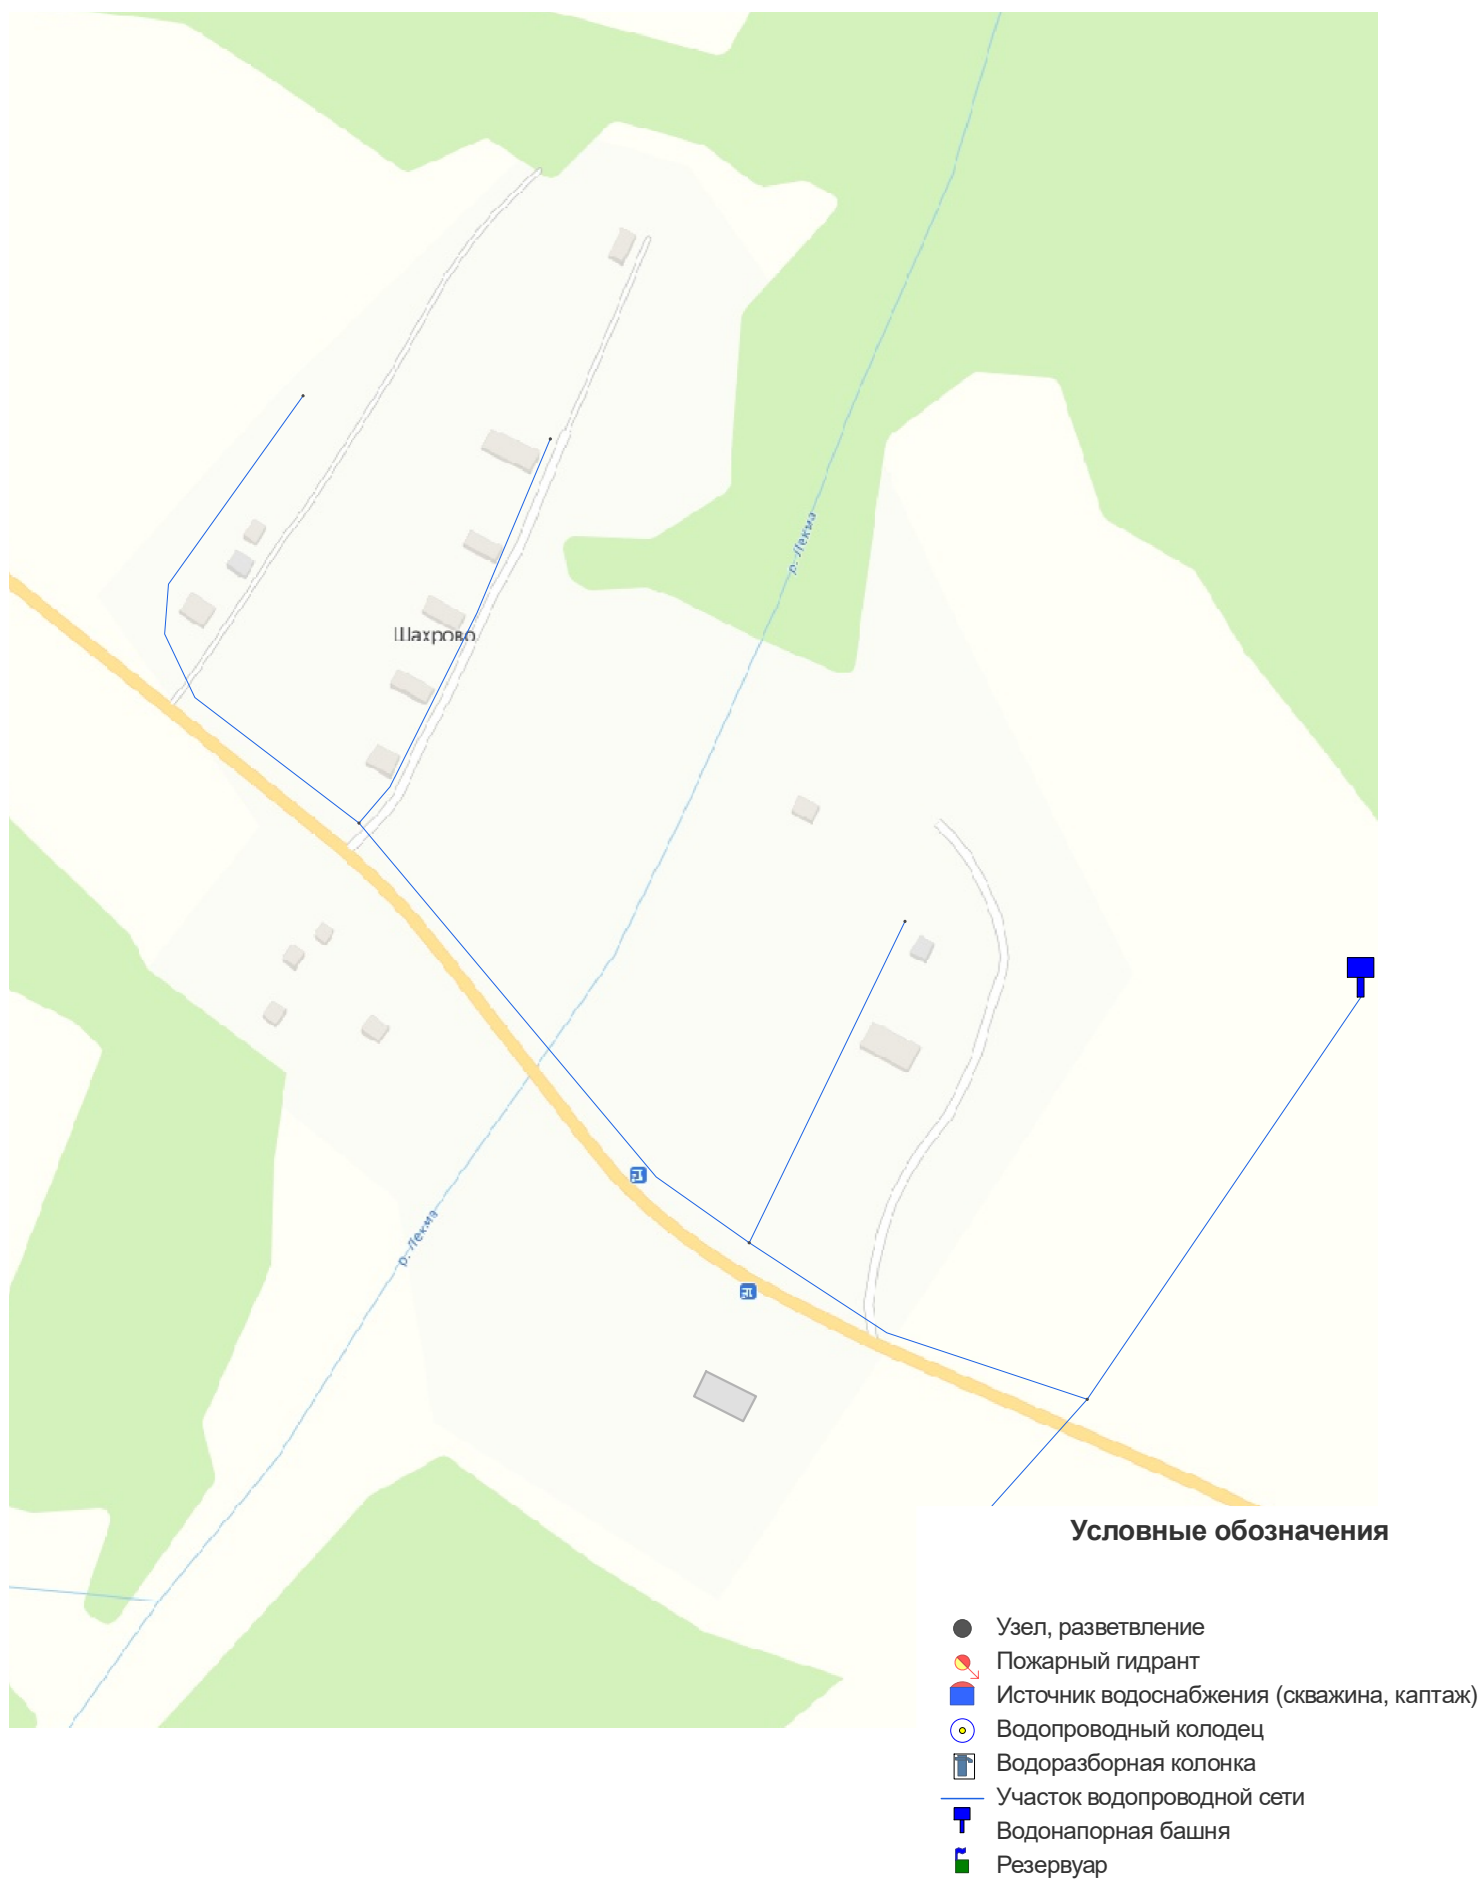 р. Лекма
Шахрово
р. Лекма
Условные обозначения
Узел, разветвление
Пожарный гидрант
Источник водоснабжения (скважина, каптаж)
Водопроводный колодец
Водоразборная колонка
Участок водопроводной сети
Водонапорная башня
Резервуар